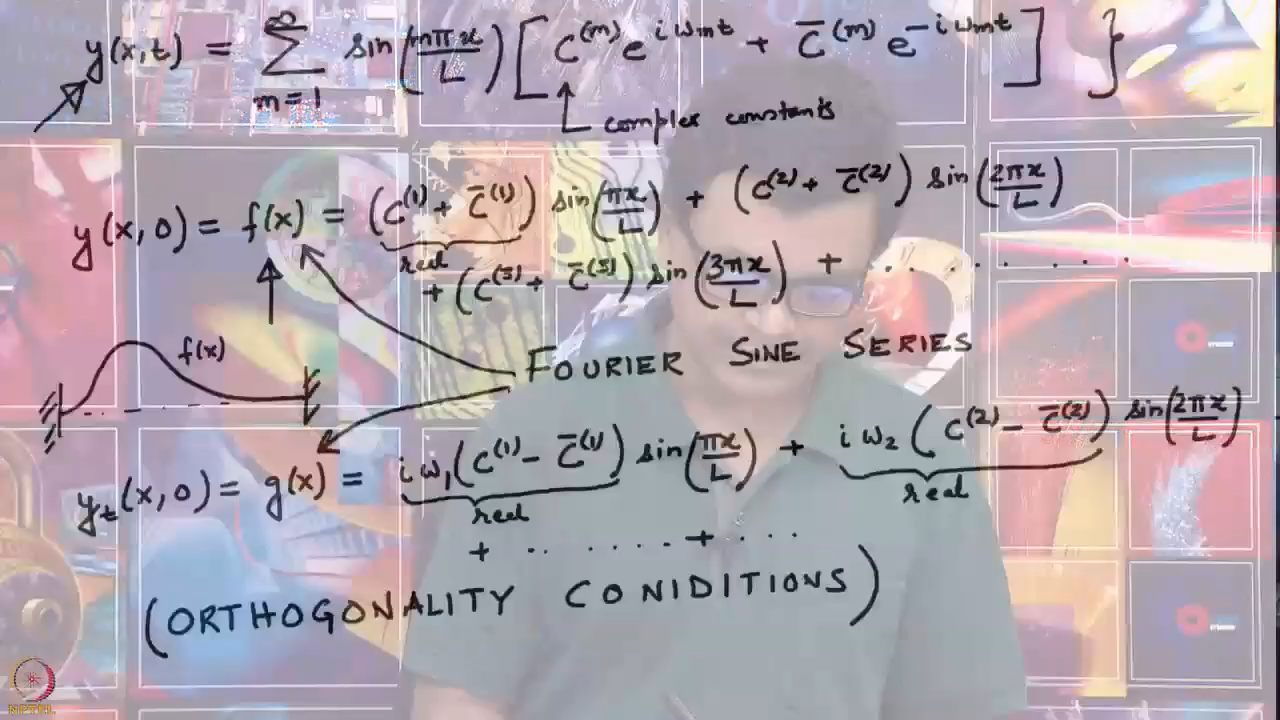 y(x,t) = ∞∑m=1 sin(mπx/L) [ C^(m) e^{iω_m t} + C̄^(m) e^{-iω_m t} ] }
complex constants
y(x,0) = f(x) = (C^(1) + C̄^(1)) sin(πx/L) + (C^(2) + C̄^(2)) sin(2πx/L)
real
+ (C^(3) + C̄^(3)) sin(3πx/L) + . . . . . . . .
f(x)
FOURIER SINE SERIES
y_t(x,0) = g(x) = iω_1(C^(1) - C̄^(1)) sin(πx/L) + iω_2 (C^(2) - C̄^(2)) sin(2πx/L)
real real
+ .. . . . . . + . . .
(ORTHOGONALITY CONIDITIONS)
NPTEL